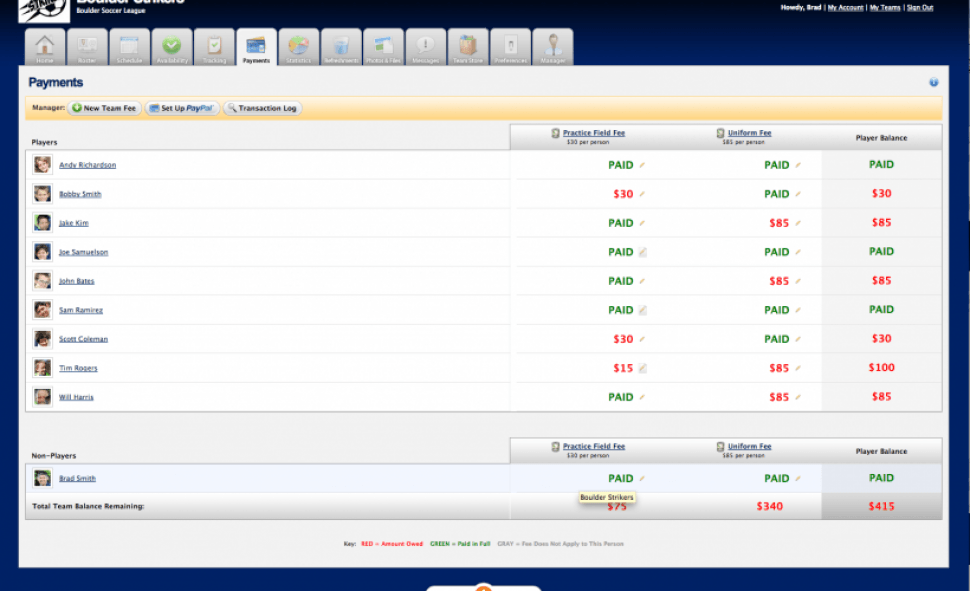 Boulder Strikers
Boulder Soccer League
Howdy, Brad | My Account | My Teams | Sign Out
Home Roster Schedule Availability Tracking Payments Statistics Refreshments Photos & Files Messages Team Store Preferences Manager
Payments
Manager: New Team Fee Set Up PayPal Transaction Log
Players Practice Field Fee Uniform Fee Player Balance
$30 per person $85 per person
Andy Richardson PAID PAID PAID
Bobby Smith $30 PAID $30
Jake Kim PAID $85 $85
Joe Samuelson PAID PAID PAID
John Bates PAID $85 $85
Sam Ramirez PAID PAID PAID
Scott Coleman $30 PAID $30
Tim Rogers $15 $85 $100
Will Harris PAID $85 $85
Non-Players Practice Field Fee Uniform Fee Player Balance
$30 per person $85 per person
Brad Smith PAID PAID PAID
Boulder Strikers
Total Team Balance Remaining: $75 $340 $415
Key: RED = Amount Owed GREEN = Paid in Full GRAY = Fee Does Not Apply to This Person